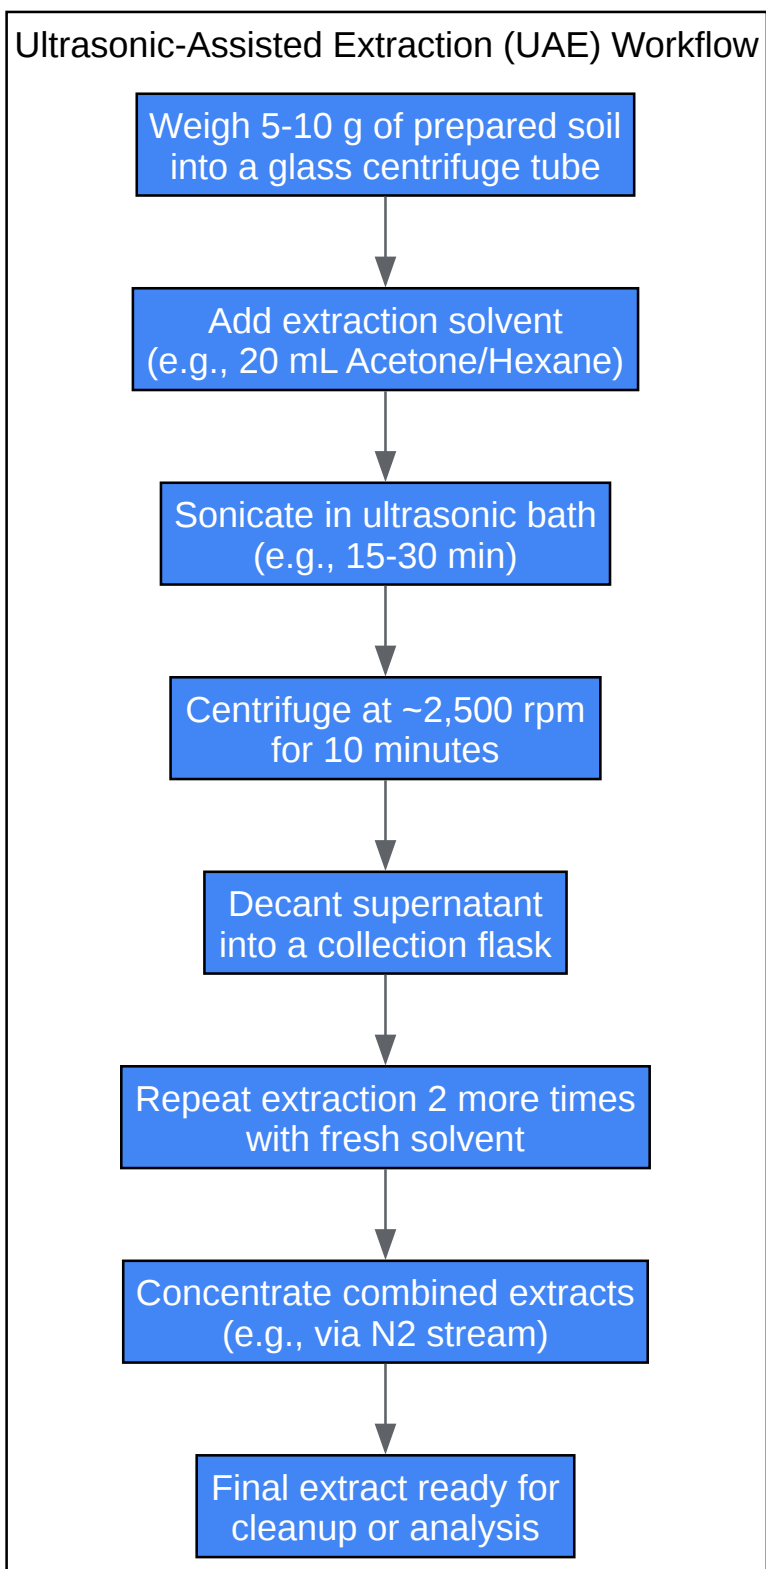 Ultrasonic-Assisted Extraction (UAE) Workflow
Weigh 5-10 g of prepared soil
into a glass centrifuge tube
Add extraction solvent
(e.g., 20 mL Acetone/Hexane)
Sonicate in ultrasonic bath
(e.g., 15-30 min)
Centrifuge at ~2,500 rpm
for 10 minutes
Decant supernatant
into a collection flask
Repeat extraction 2 more times
with fresh solvent
Concentrate combined extracts
(e.g., via N2 stream)
Final extract ready for
cleanup or analysis